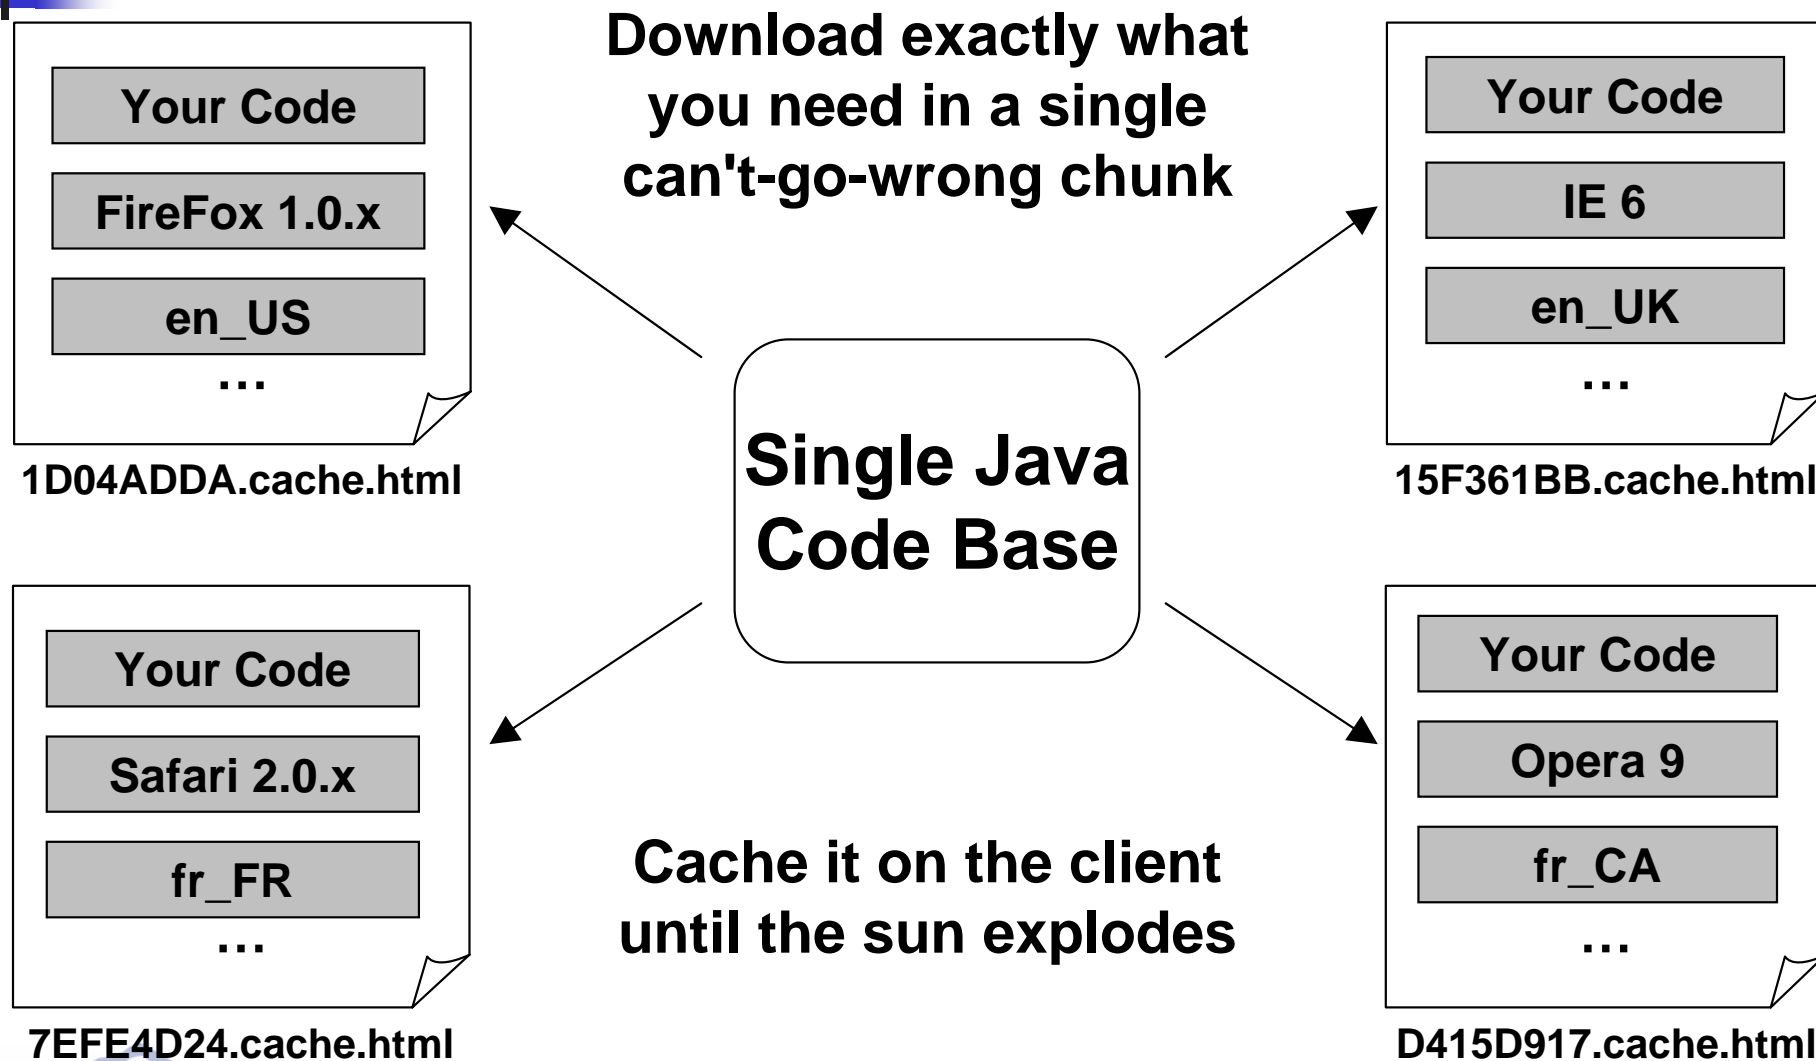 Download exactly what
you need in a single
can't-go-wrong chunk
Your Code
FireFox 1.0.x
en_US
...
1D04ADDA.cache.html
Your Code
IE 6
en_UK
...
15F361BB.cache.html
Single Java
Code Base
Your Code
Safari 2.0.x
fr_FR
...
7EFE4D24.cache.html
Your Code
Opera 9
fr_CA
...
D415D917.cache.html
Cache it on the client
until the sun explodes